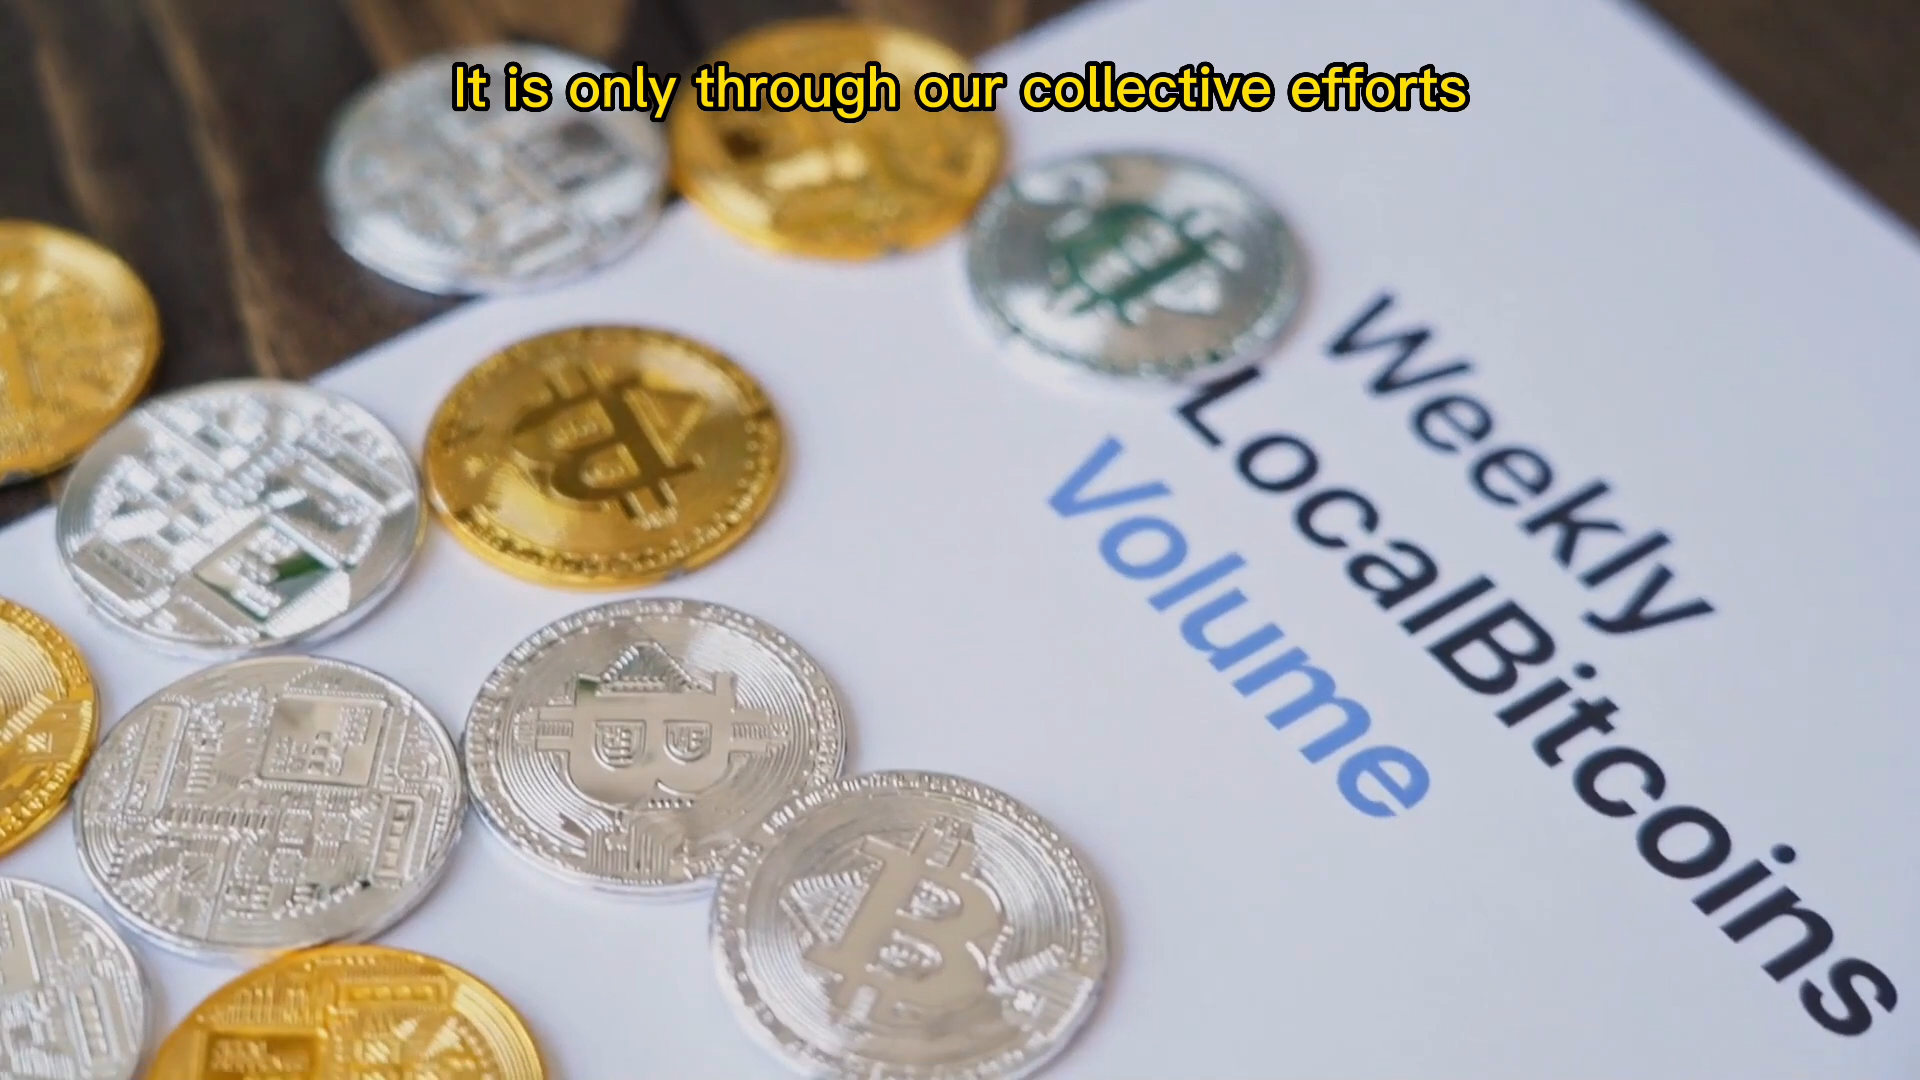 It is only through our collective efforts
Weekly
LocalBitcoins
Volume